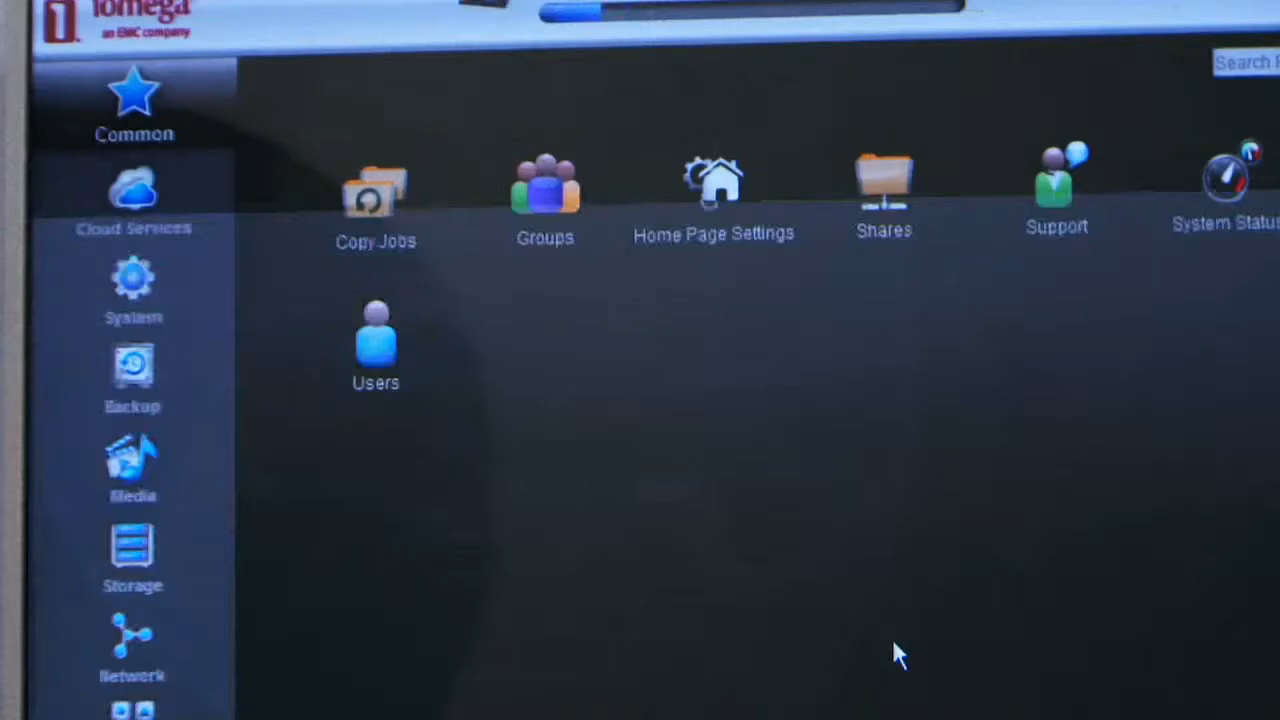 iomega
an EMC company
Search
Common
Cloud Services
System
Backup
Media
Storage
Network
Copy Jobs
Groups
Home Page Settings
Shares
Support
System Status
Users